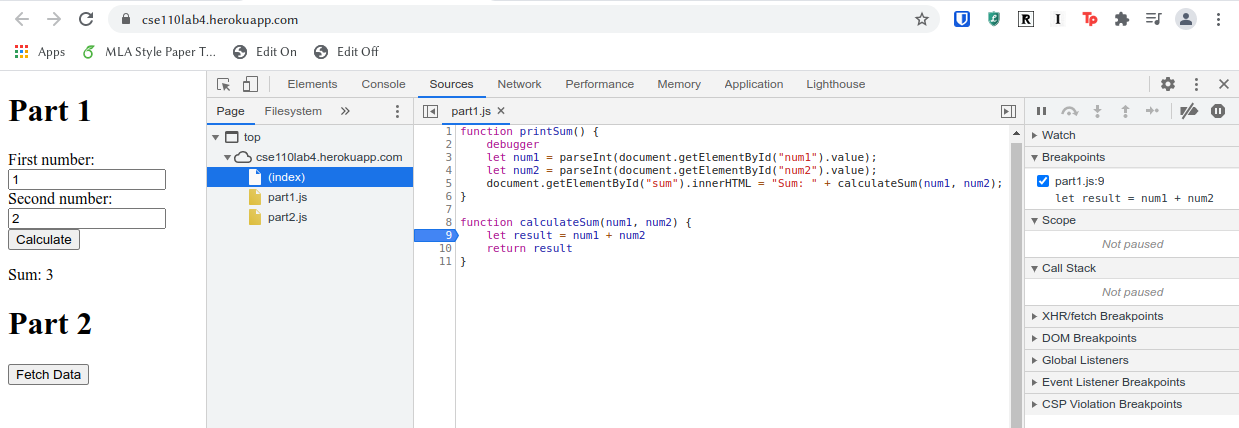 cse110lab4.herokuapp.com
Apps MLA Style Paper T... Edit On Edit Off
Part 1
First number:
1
Second number:
2
Calculate
Sum: 3
Part 2
Fetch Data
Elements Console Sources Network Performance Memory Application Lighthouse
Page Filesystem »
top
cse110lab4.herokuapp.com
(index)
part1.js
part2.js
part1.js ×
1 function printSum() {
2 debugger
3 let num1 = parseInt(document.getElementById("num1").value);
4 let num2 = parseInt(document.getElementById("num2").value);
5 document.getElementById("sum").innerHTML = "Sum: " + calculateSum(num1, num2);
6 }
7
8 function calculateSum(num1, num2) {
9 let result = num1 + num2
10 return result
11 }
Watch
Breakpoints
part1.js:9
let result = num1 + num2
Scope
Not paused
Call Stack
Not paused
XHR/fetch Breakpoints
DOM Breakpoints
Global Listeners
Event Listener Breakpoints
CSP Violation Breakpoints